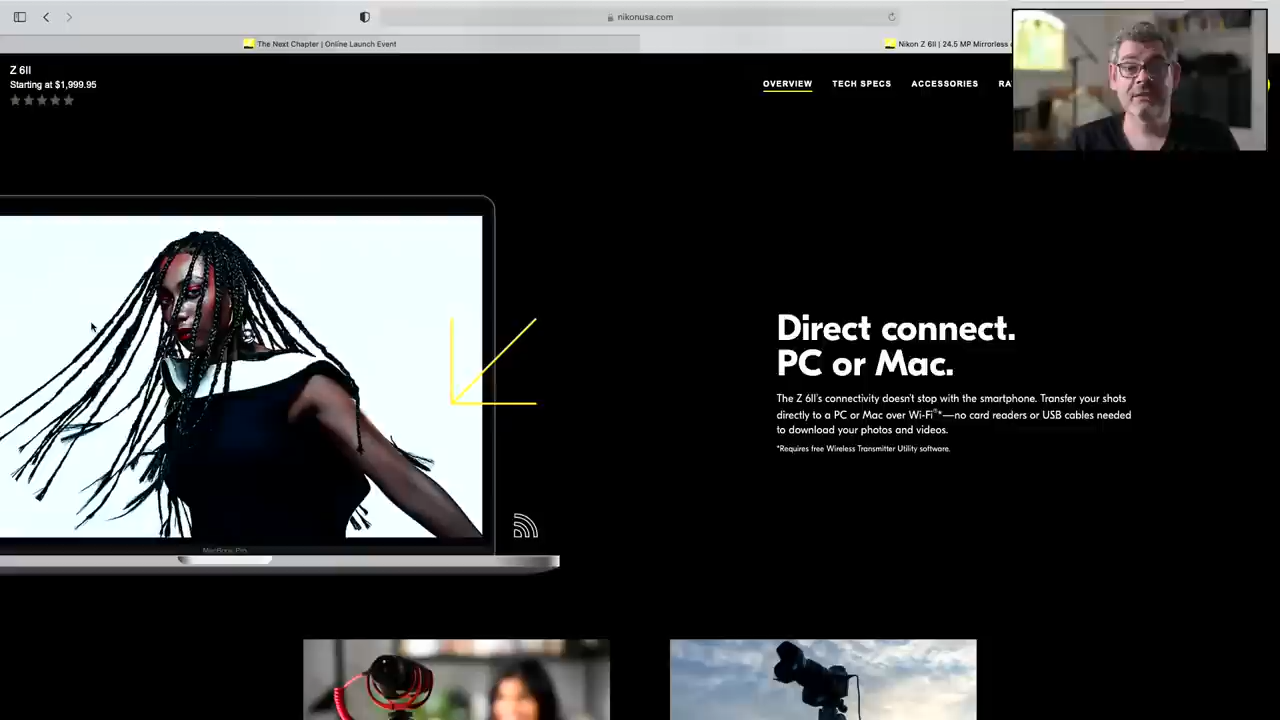 nikonusa.com
The Next Chapter | Online Launch Event
Nikon Z 6II | 24.5 MP Mirrorless
Z 6II
Starting at $1,999.95
OVERVIEW
TECH SPECS
ACCESSORIES
Direct connect.
PC or Mac.
The Z 6II's connectivity doesn't stop with the smartphone. Transfer your shots
directly to a PC or Mac over Wi-Fi®*—no card readers or USB cables needed
to download your photos and videos.
*Requires free Wireless Transmitter Utility software.
MacBook Pro